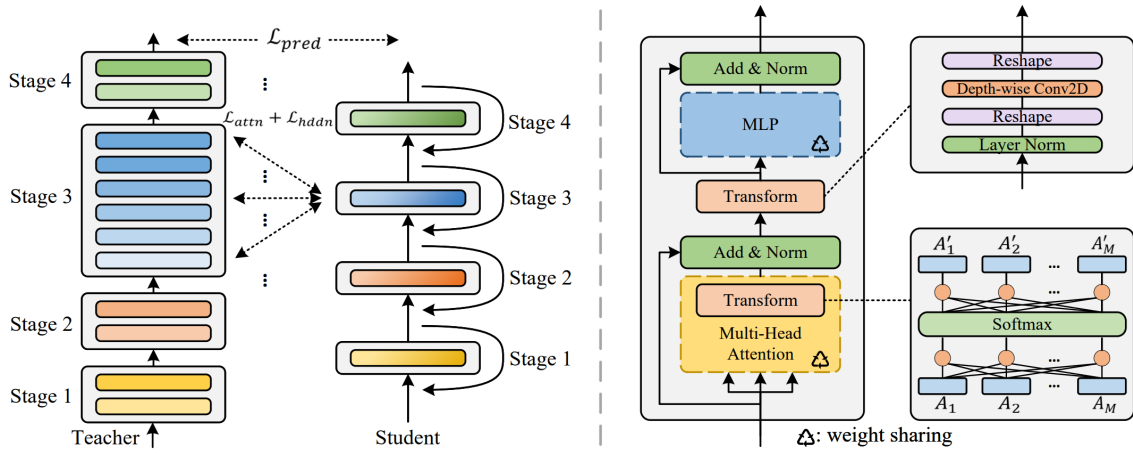 ℒ_pred
Stage 4
ℒ_attn + ℒ_hddn
Stage 3
Stage 2
Stage 1
Teacher
Stage 4
Stage 3
Stage 2
Stage 1
Student
Add & Norm
MLP
Transform
Add & Norm
Transform
Multi-Head
Attention
Reshape
Depth-wise Conv2D
Reshape
Layer Norm
A′_1 A′_2 ... A′_M
...
Softmax
...
A_1 A_2 ... A_M
: weight sharing